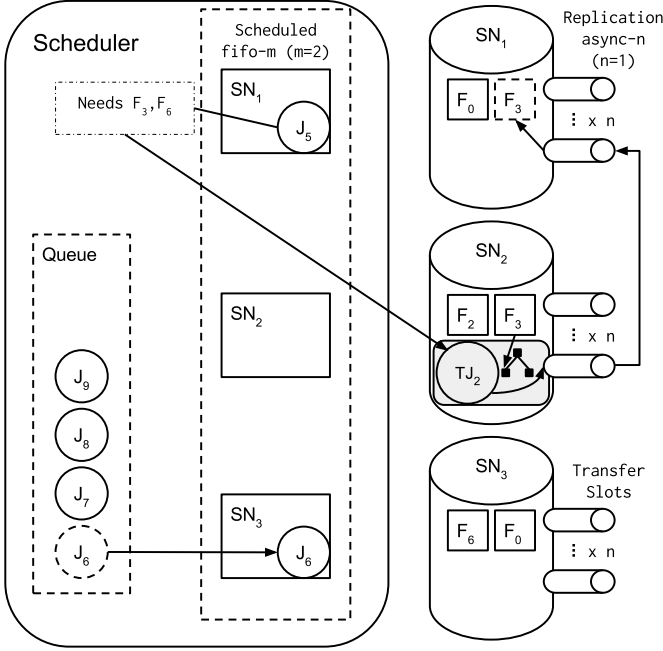 Scheduler
Scheduled
fifo-m (m=2)
Needs F₃,F₆
SN₁
J₅
Queue
SN₂
J₉
J₈
J₇
J₆
SN₃
J₆
Replication
async-n
(n=1)
SN₁
F₀ F₃
⋮ x n
SN₂
F₂ F₃
⋮ x n
TJ₂
SN₃
Transfer
Slots
F₆ F₀
⋮ x n